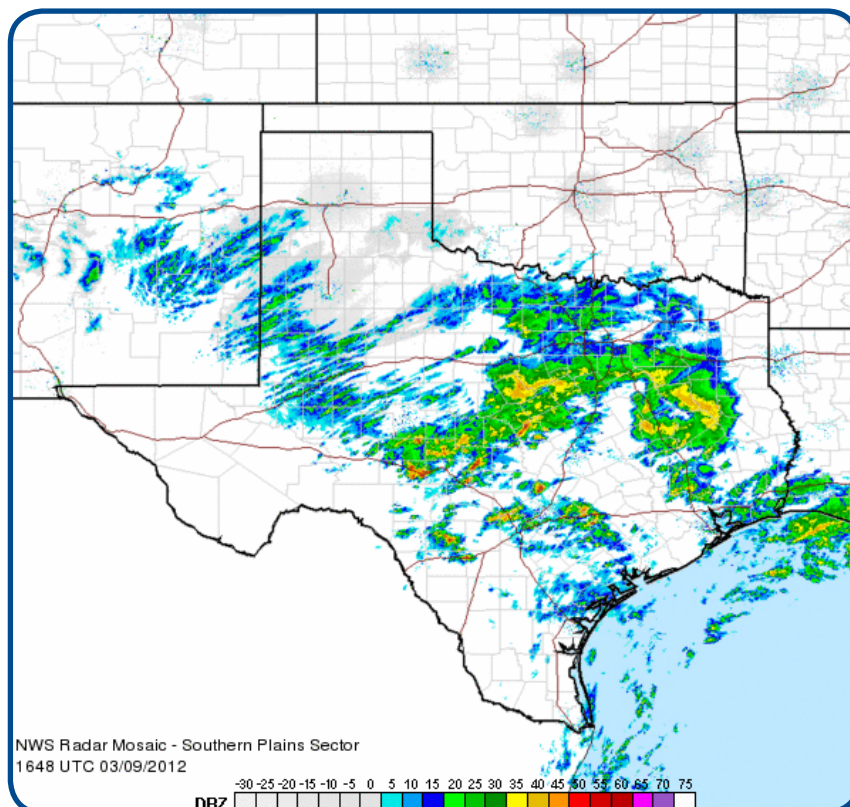 NWS Radar Mosaic - Southern Plains Sector
1648 UTC 03/09/2012
-30 -25 -20 -15 -10 -5 0 5 10 15 20 25 30 35 40 45 50 55 60 65 70 75
DBZ